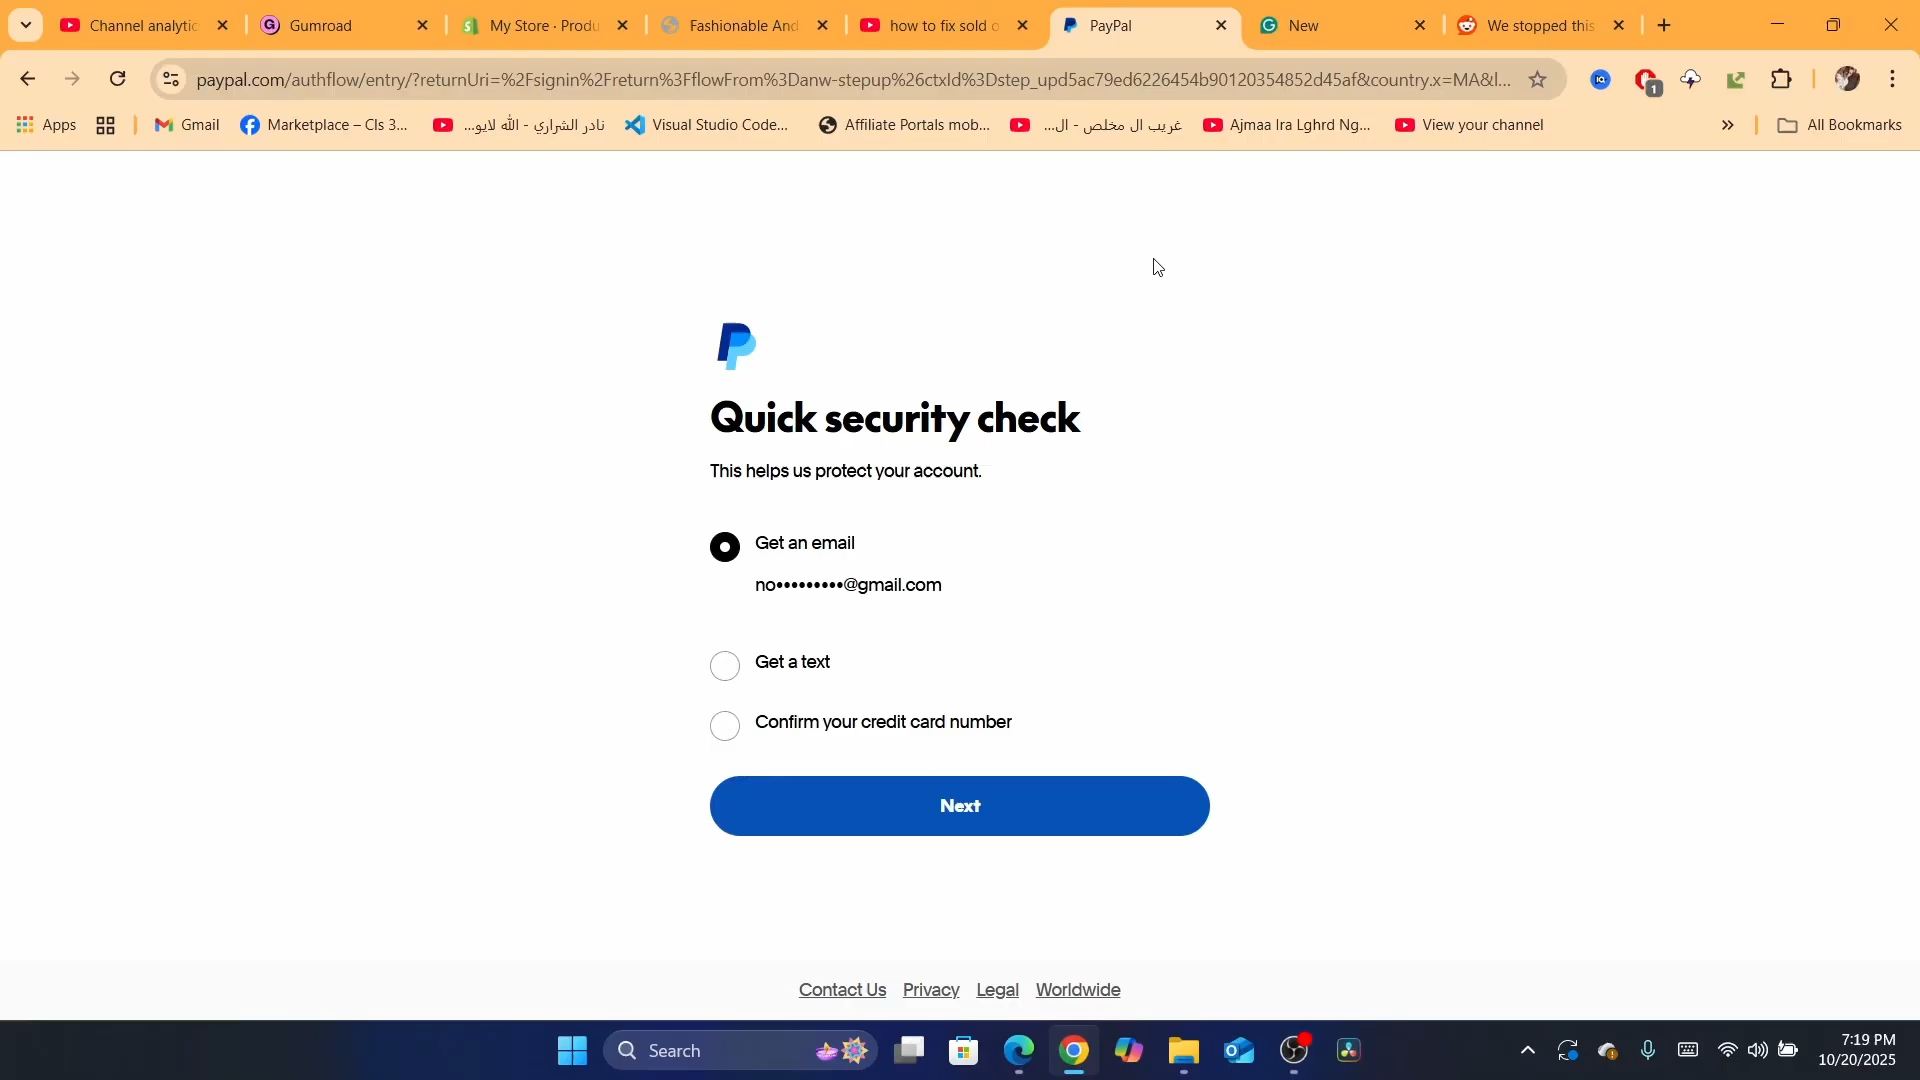 Channel analytic
Gumroad
My Store · Produ
Fashionable And
how to fix sold o
PayPal
New
We stopped this
paypal.com/authflow/entry/?returnUri=%2Fsignin%2Freturn%3FflowFrom%3Danw-stepup%26ctxId%3Dstep_upd5ac79ed6226454b90120354852d45af&country.x=MA&l...
1
Apps
Gmail
Marketplace – Cls 3...
نادر الشراري - الله لايو...
Visual Studio Code...
Affiliate Portals mob...
غريب ال مخلص - ال...
Ajmaa Ira Lghrd Ng...
View your channel
All Bookmarks
Quick security check
This helps us protect your account.
Get an email
no•••••••••@gmail.com
Get a text
Confirm your credit card number
Next
Contact Us
Privacy
Legal
Worldwide
Search
7:19 PM
10/20/2025